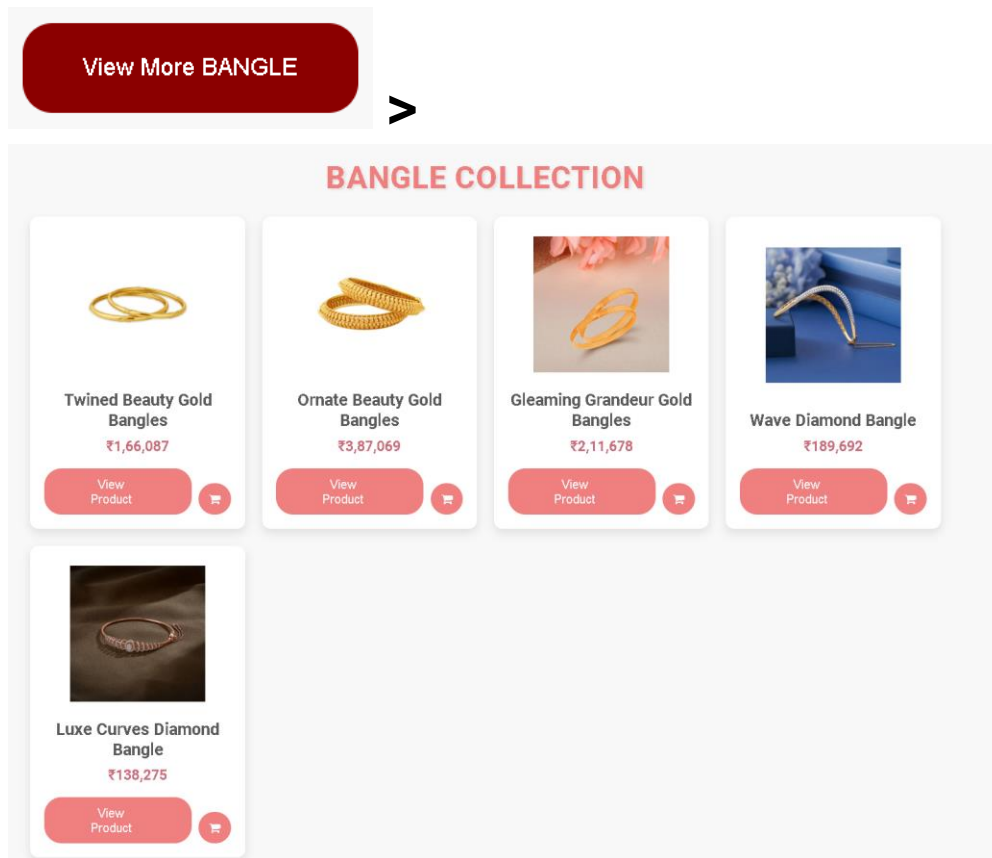 View More BANGLE
>
BANGLE COLLECTION
Twined Beauty Gold
Bangles
₹1,66,087
View
Product
Ornate Beauty Gold
Bangles
₹3,87,069
View
Product
Gleaming Grandeur Gold
Bangles
₹2,11,678
View
Product
Wave Diamond Bangle
₹189,692
View
Product
Luxe Curves Diamond
Bangle
₹138,275
View
Product